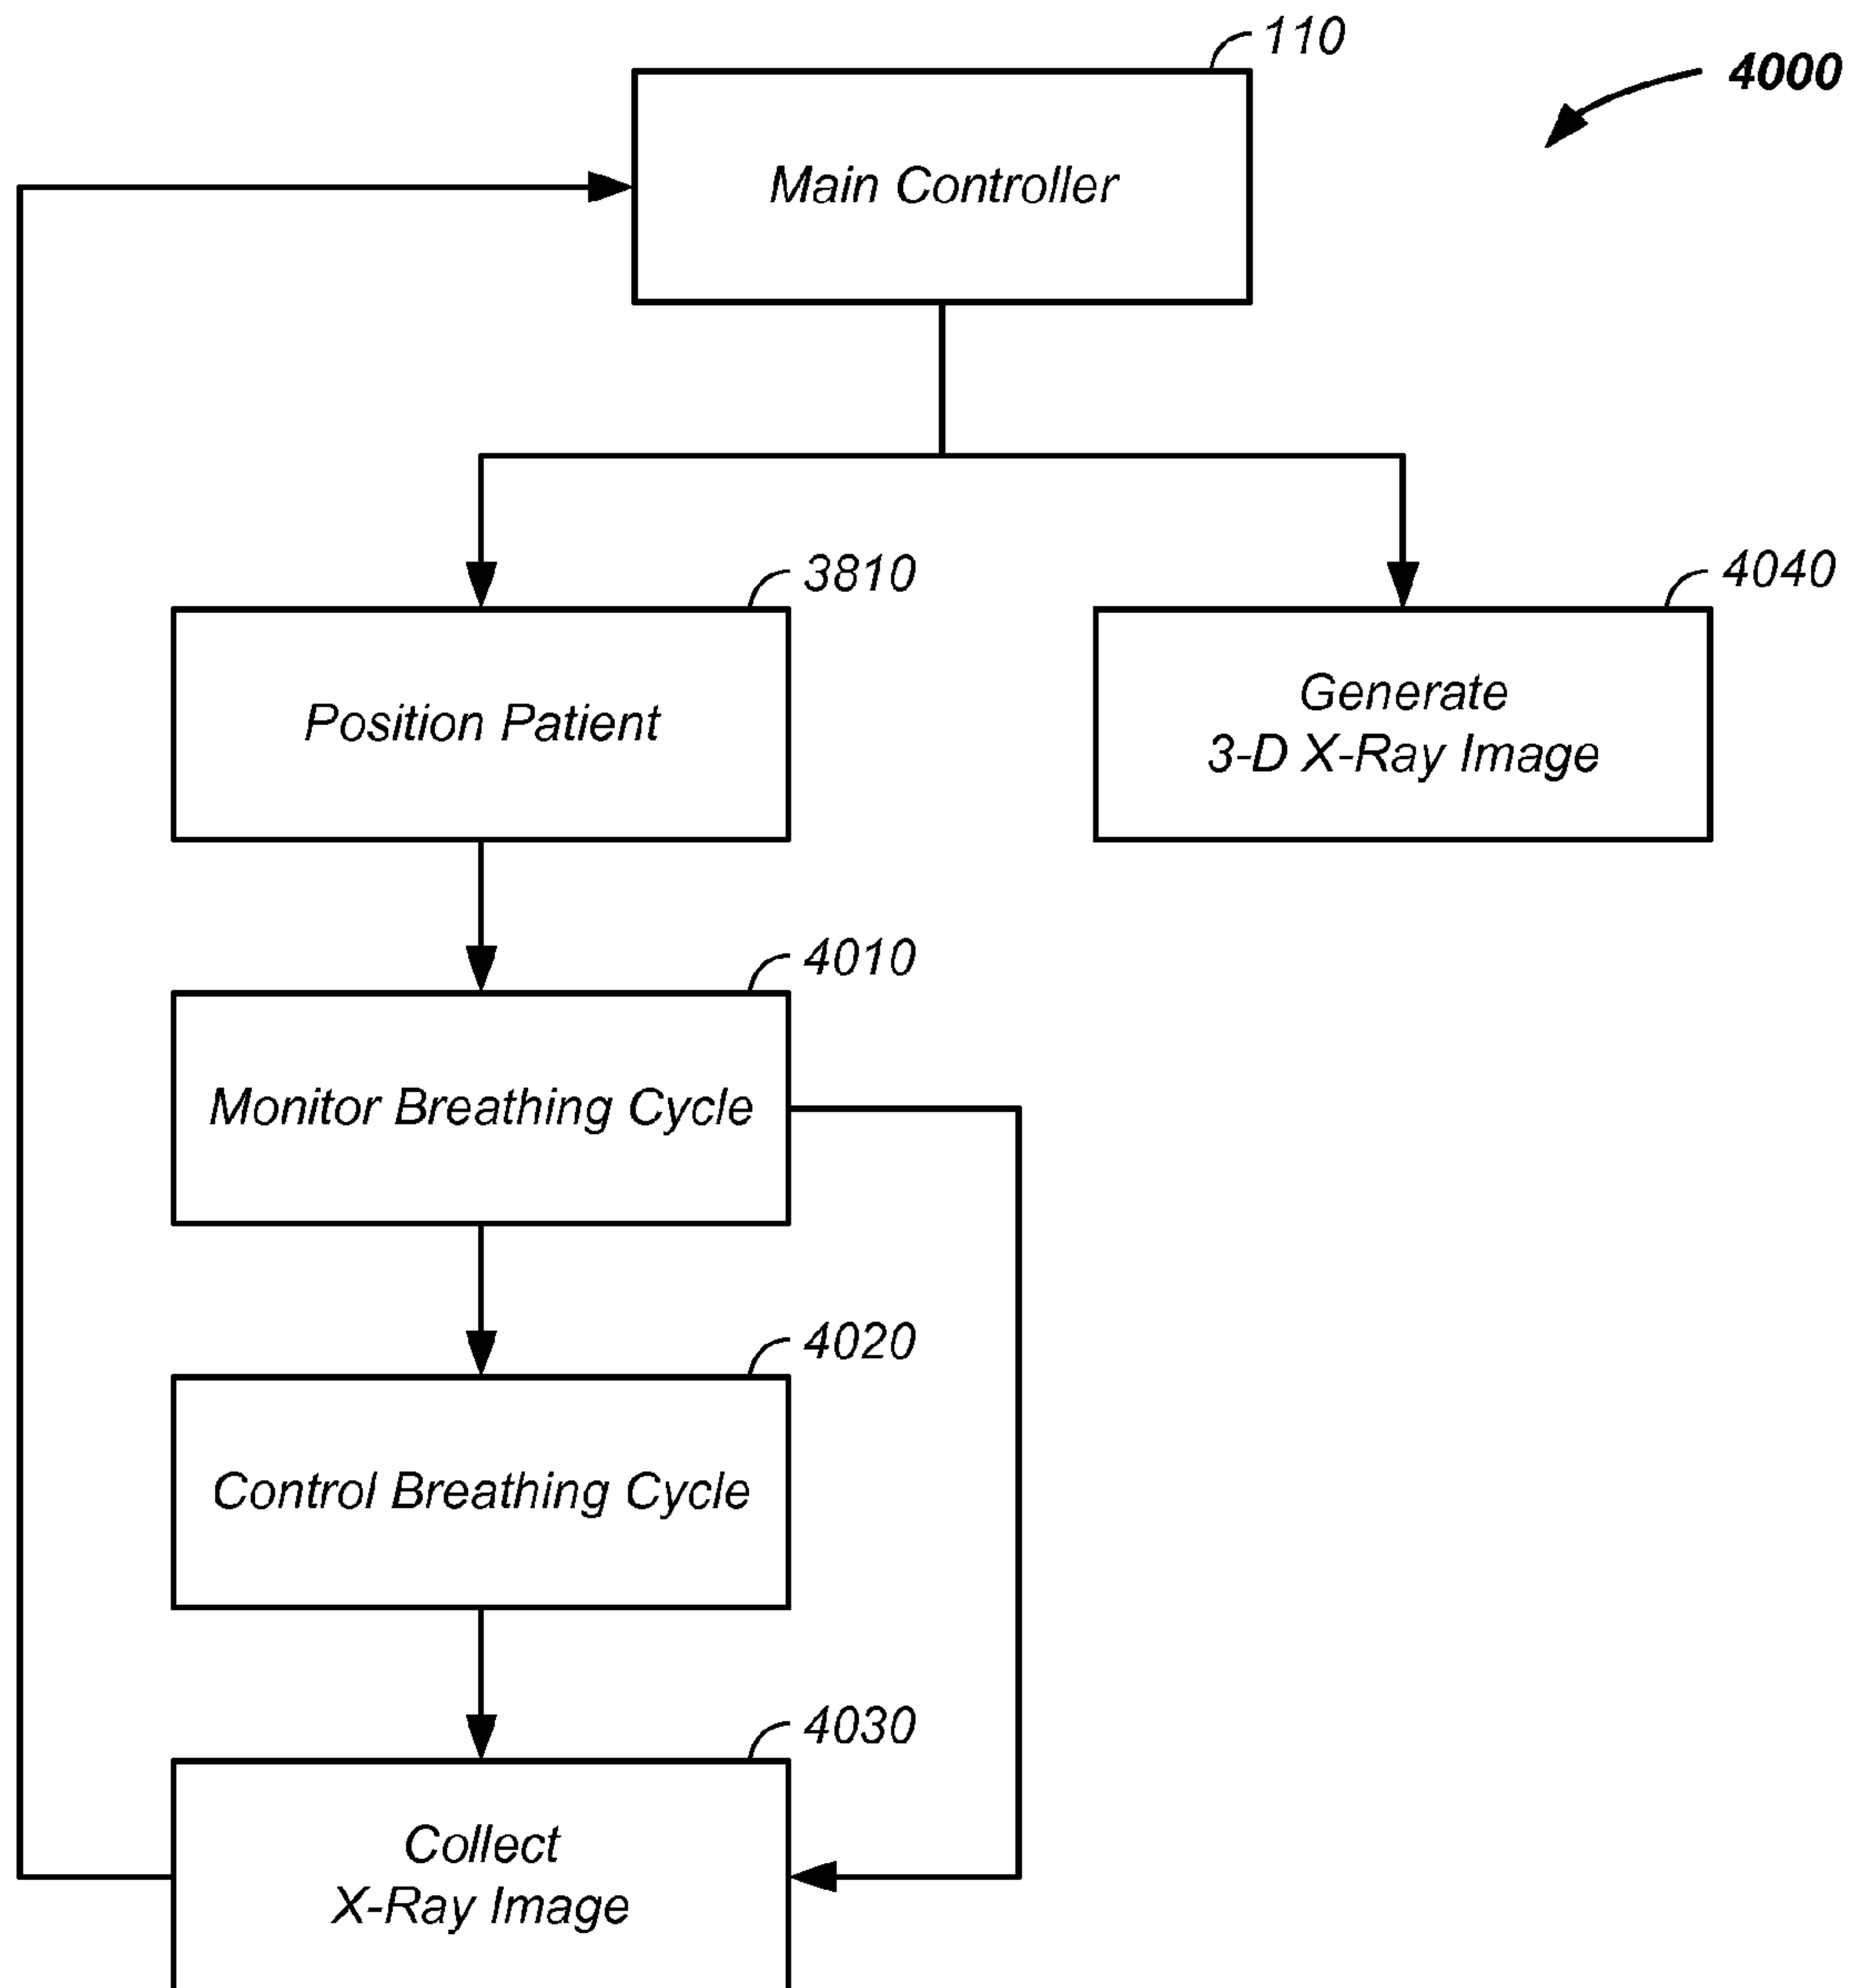 110
4000
Main Controller
3810
4040
Position Patient
Generate
3-D X-Ray Image
4010
Monitor Breathing Cycle
4020
Control Breathing Cycle
4030
Collect
X-Ray Image